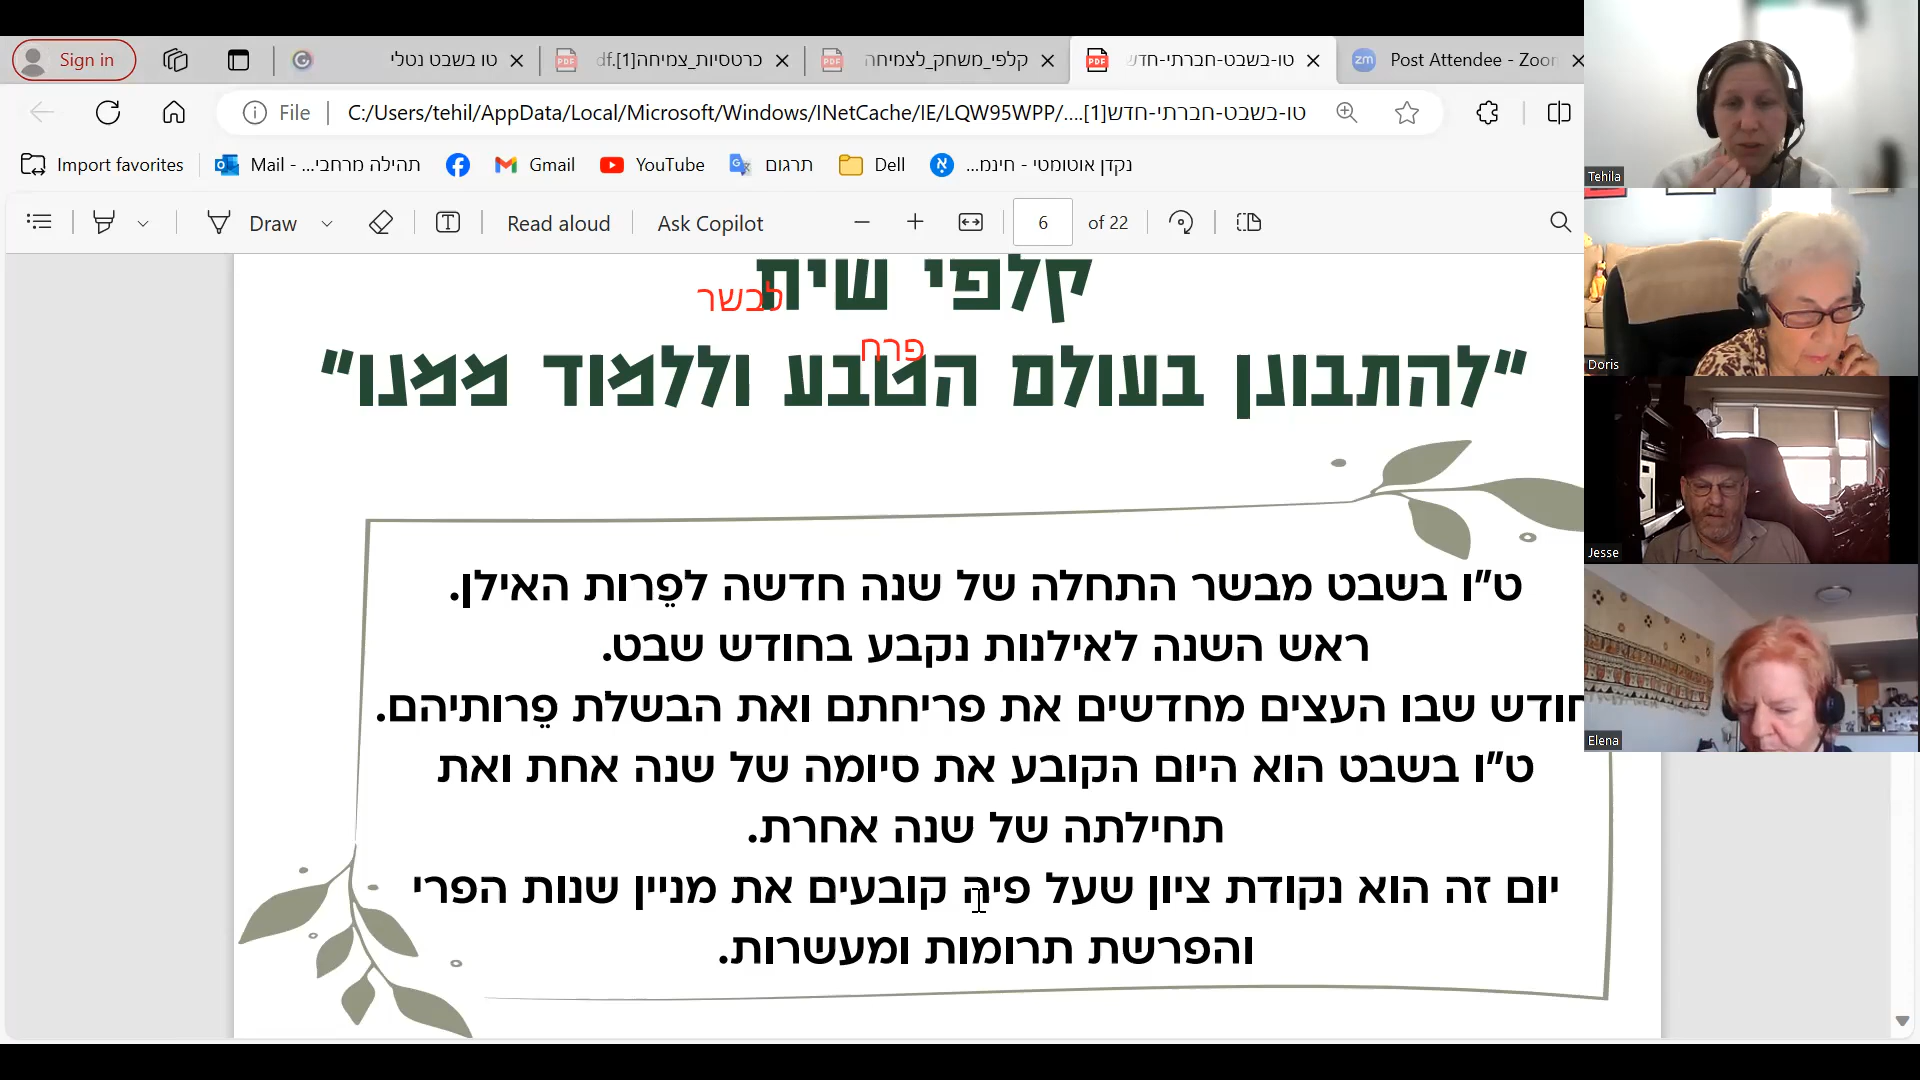 Sign in
טו בשבט נטלי
כרטסיות_צמיחה[1].df
קלפי_משחק_לצמיחה
טו-בשבט-חברתי-חדש
Post Attendee - Zoom
File
C:/Users/tehil/AppData/Local/Microsoft/Windows/INetCache/IE/LQW95WPP/....טו-בשבט-חברתי-חדש[1]
Import favorites
Mail - תהילה מרחבי...
Gmail
YouTube
תרגום
Dell
נקדן אוטומטי - חינמ...
Draw
Read aloud
Ask Copilot
6 of 22
קלפי שיח
לבשר
פרח
"להתבונן בעולם הטבע וללמוד ממנו"
ט"ו בשבט מבשר התחלה של שנה חדשה לפֵּרות האילן.
ראש השנה לאילנות נקבע בחודש שבט.
חודש שבו העצים מחדשים את פריחתם ואת הבשלת פֵּרותיהם.
ט"ו בשבט הוא היום הקובע את סיומה של שנה אחת ואת
תחילתה של שנה אחרת.
יום זה הוא נקודת ציון שעל פיה קובעים את מניין שנות הפרי
והפרשת תרומות ומעשרות.
Tehila
Doris
Jesse
Elena